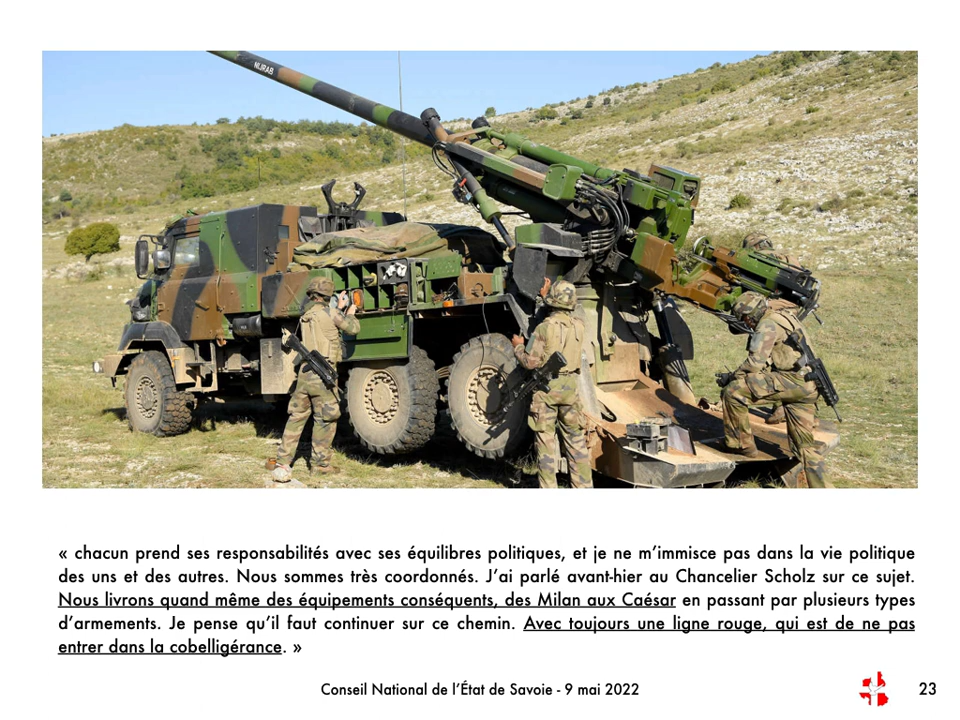 NIJRAB
« chacun prend ses responsabilités avec ses équilibres politiques, et je ne m’immisce pas dans la vie politique
des uns et des autres. Nous sommes très coordonnés. J’ai parlé avant-hier au Chancelier Scholz sur ce sujet.
Nous livrons quand même des équipements conséquents, des Milan aux Caésar en passant par plusieurs types
d’armements. Je pense qu’il faut continuer sur ce chemin. Avec toujours une ligne rouge, qui est de ne pas
entrer dans la cobelligérance. »
Conseil National de l’État de Savoie - 9 mai 2022
23